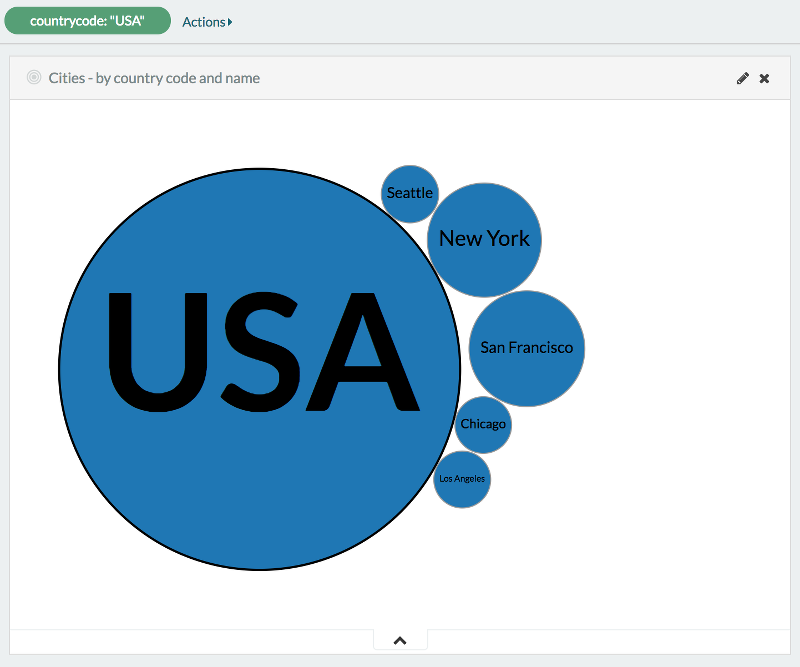 countrycode: "USA"
Actions
Cities - by country code and name
Seattle
New York
USA
San Francisco
Chicago
Los Angeles